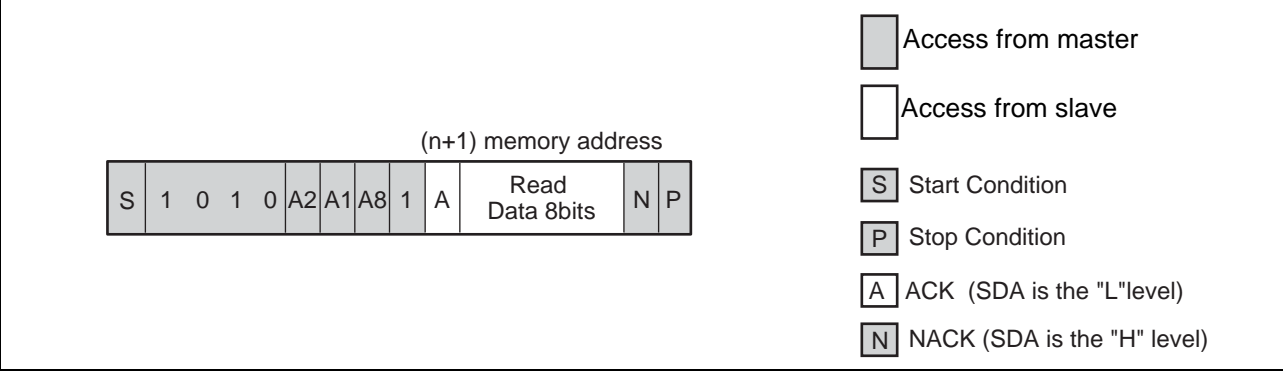 (n+1) memory address
S 1 0 1 0 A2 A1 A8 1 A Read Data 8bits N P
Access from master
Access from slave
S Start Condition
P Stop Condition
A ACK (SDA is the "L"level)
N NACK (SDA is the "H" level)